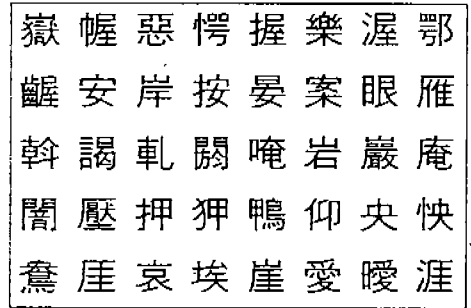 嶽 幄 惡 愕 握 樂 渥 鄂
齷 安 岸 按 晏 案 眼 雁
斡 謁 軋 閼 唵 岩 巖 庵
闇 壓 押 狎 鴨 仰 央 怏
鴦 厓 哀 埃 崖 愛 曖 涯